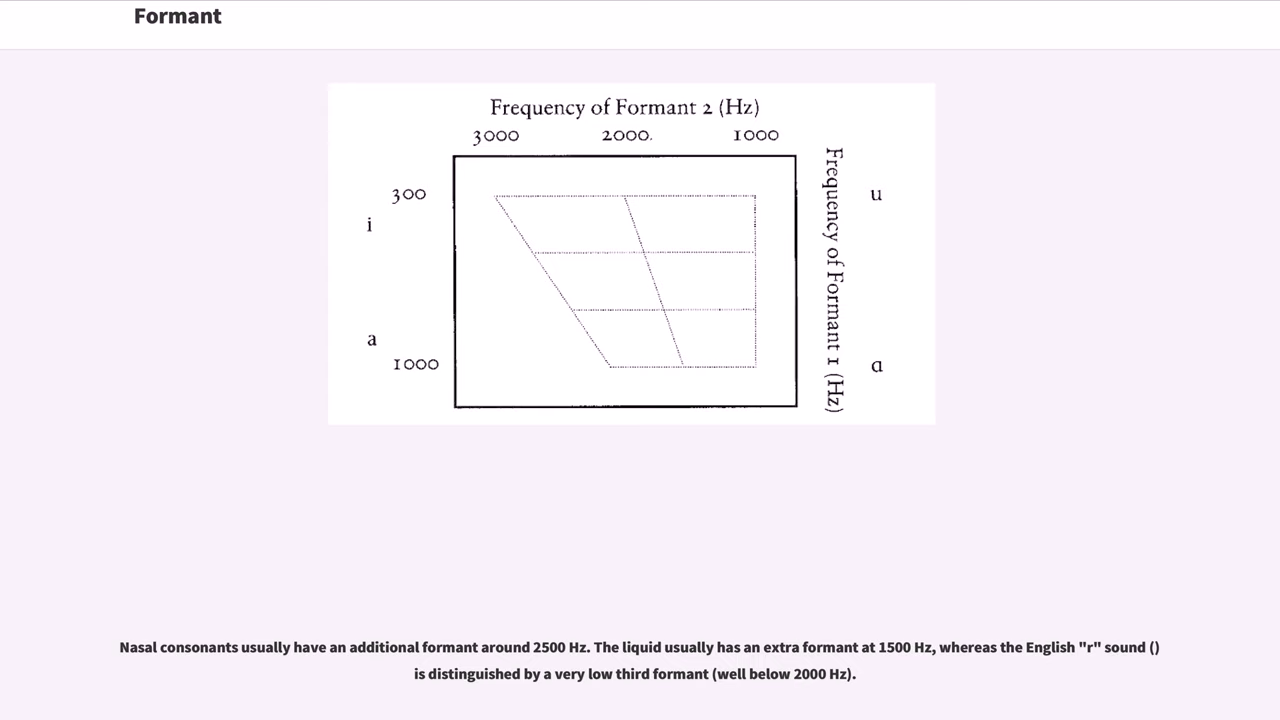 Formant
Frequency of Formant 2 (Hz)
3000 2000. 1000
300
u
i
a
1000
ɑ
Frequency of Formant 1 (Hz)
Nasal consonants usually have an additional formant around 2500 Hz. The liquid usually has an extra formant at 1500 Hz, whereas the English "r" sound ()
is distinguished by a very low third formant (well below 2000 Hz).